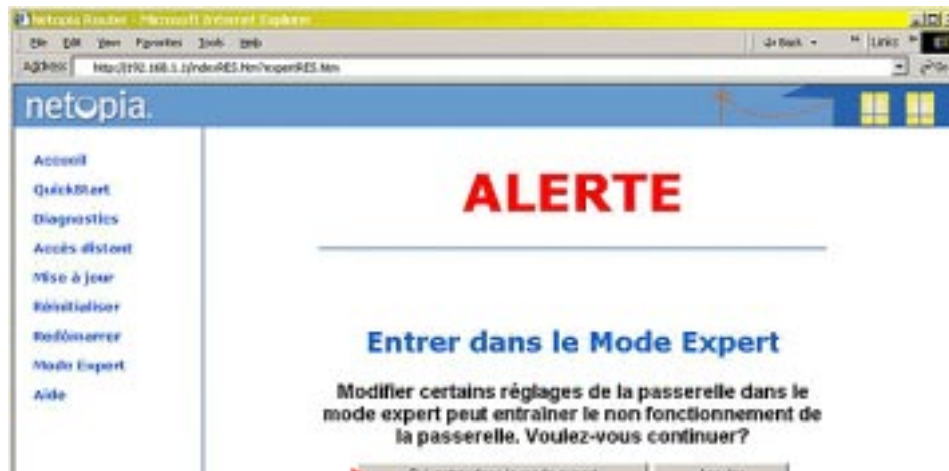 Netopia Router - Microsoft Internet Explorer
File Edit View Favorites Tools Help
Back
Links
Address
http://192.168.1.1/indexRES.htm?expertRES.htm
netopia.
Accueil
QuickStart
Diagnostics
Accès distant
Mise à jour
Réinitialiser
Redémarrer
Mode Expert
Aide
ALERTE
Entrer dans le Mode Expert
Modifier certains réglages de la passerelle dans le
mode expert peut entraîner le non fonctionnement de
la passerelle. Voulez-vous continuer?